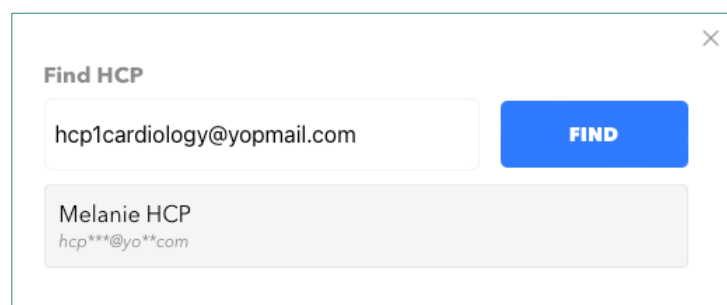 Find HCP
hcp1cardiology@yopmail.com
FIND
Melanie HCP
hcp***@yo**com